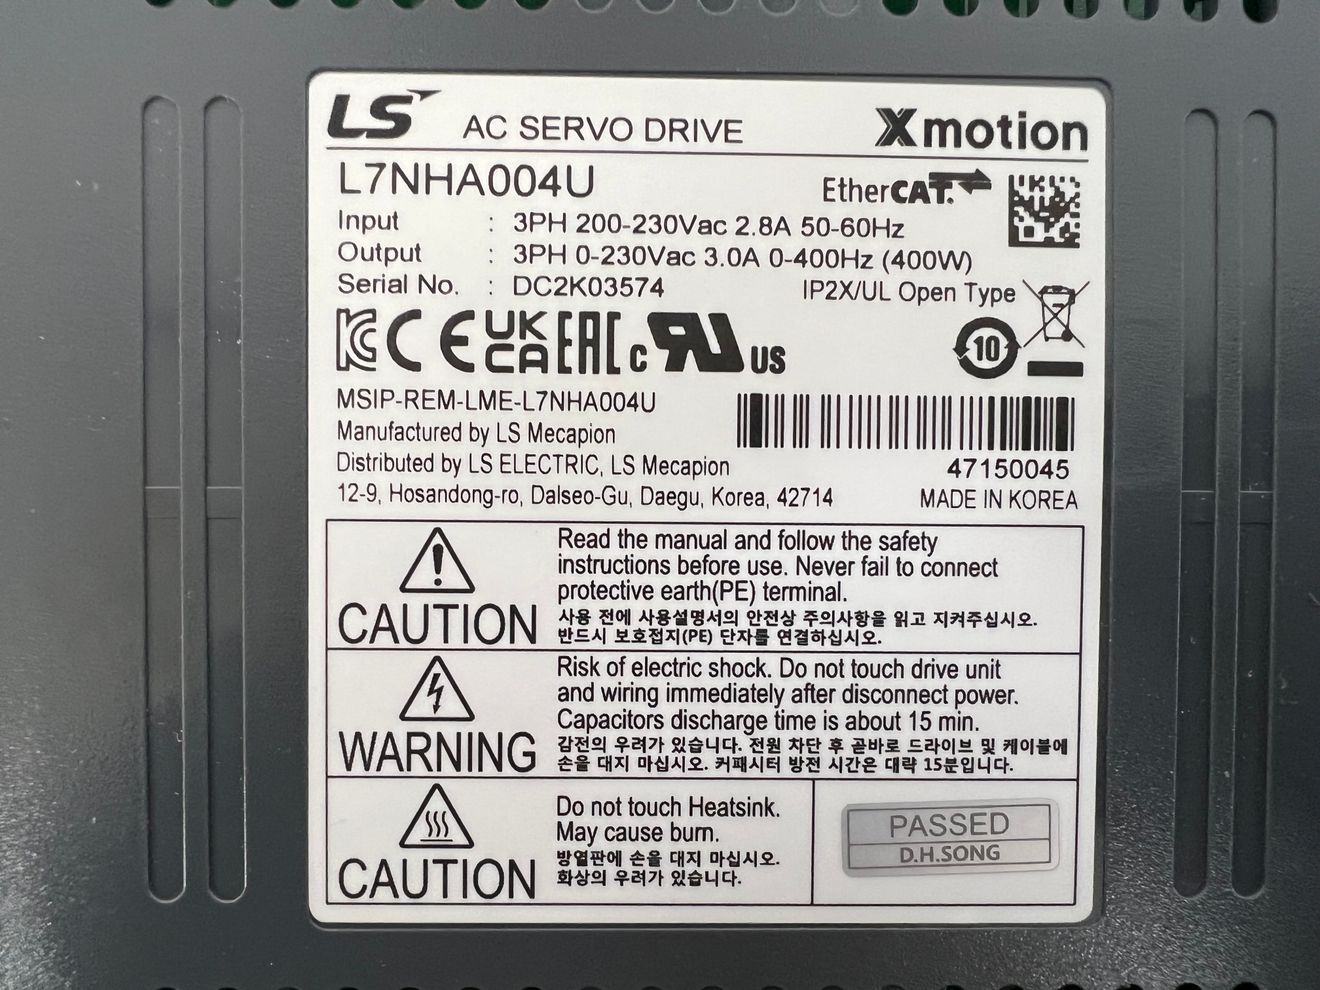 LS AC SERVO DRIVE Xmotion
L7NHA004U EtherCAT.
Input : 3PH 200-230Vac 2.8A 50-60Hz
Output : 3PH 0-230Vac 3.0A 0-400Hz (400W)
Serial No. : DC2K03574 IP2X/UL Open Type
KC CE UK CA EAC c RU US 10
MSIP-REM-LME-L7NHA004U
Manufactured by LS Mecapion
Distributed by LS ELECTRIC, LS Mecapion 47150045
12-9, Hosandong-ro, Dalseo-Gu, Daegu, Korea, 42714 MADE IN KOREA
CAUTION
Read the manual and follow the safety
instructions before use. Never fail to connect
protective earth(PE) terminal.
사용 전에 사용설명서의 안전상 주의사항을 읽고 지켜주십시오.
반드시 보호접지(PE) 단자를 연결하십시오.
WARNING
Risk of electric shock. Do not touch drive unit
and wiring immediately after disconnect power.
Capacitors discharge time is about 15 min.
감전의 우려가 있습니다. 전원 차단 후 곧바로 드라이브 및 케이블에
손을 대지 마십시오. 커패시터 방전 시간은 대략 15분입니다.
CAUTION
Do not touch Heatsink.
May cause burn.
방열판에 손을 대지 마십시오.
화상의 우려가 있습니다.
PASSED
D.H.SONG